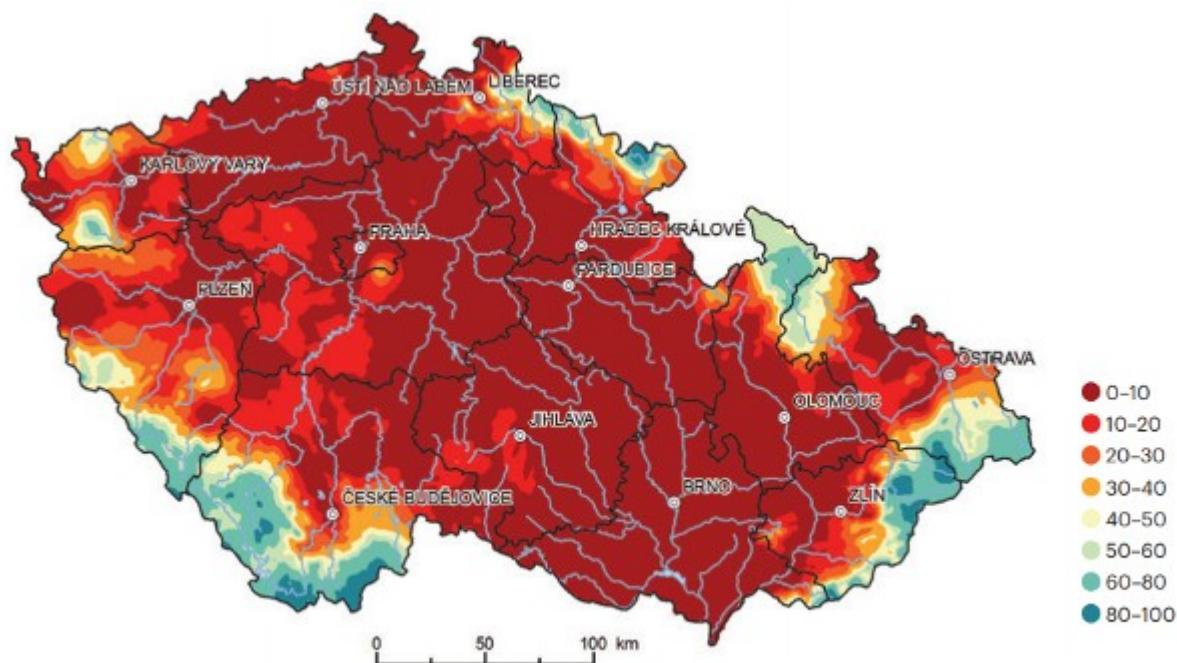 ÚSTÍ NAD LABEM
LIBEREC
KARLOVY VARY
PRAHA
HRADEC KRÁLOVÉ
PARDUBICE
PLZEŇ
OSTRAVA
OLOMOUC
JIHLAVA
ČESKÉ BUDĚJOVICE
BRNO
ZLÍN
0–10
10–20
20–30
30–40
40–50
50–60
60–80
80–100
0 50 100 km